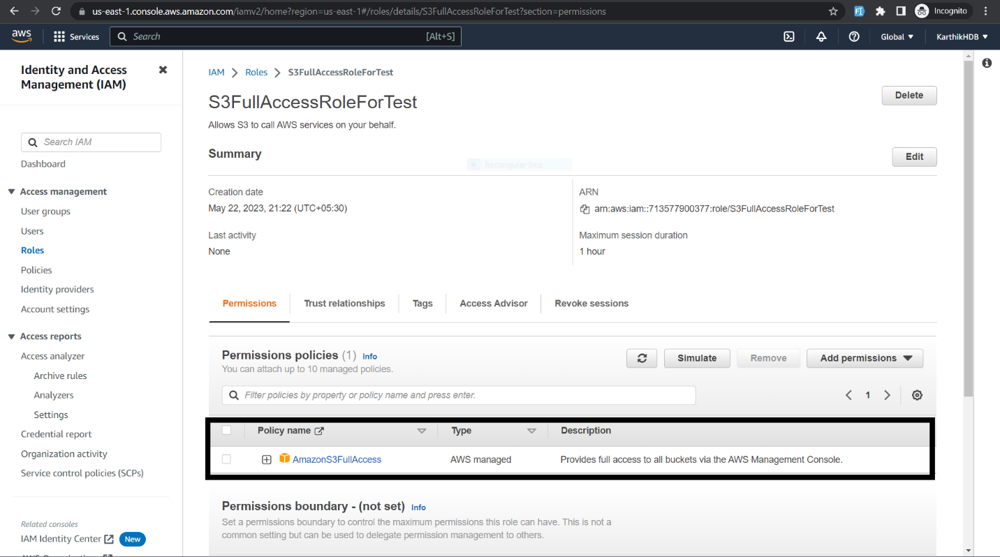 us-east-1.console.aws.amazon.com/iamv2/home?region=us-east-1#/roles/details/S3FullAccessRoleForTest?section=permissions
Incognito
aws
Services
Search
[Alt+S]
Global
KarthikHDB
Identity and Access
Management (IAM)
Search IAM
Dashboard
Access management
User groups
Users
Roles
Policies
Identity providers
Account settings
Access reports
Access analyzer
Archive rules
Analyzers
Settings
Credential report
Organization activity
Service control policies (SCPs)
Related consoles
IAM Identity Center
New
IAM
Roles
S3FullAccessRoleForTest
S3FullAccessRoleForTest
Delete
Allows S3 to call AWS services on your behalf.
Summary
Rectangular Snip
Edit
Creation date
May 22, 2023, 21:22 (UTC+05:30)
ARN
arn:aws:iam::713577900377:role/S3FullAccessRoleForTest
Last activity
None
Maximum session duration
1 hour
Permissions
Trust relationships
Tags
Access Advisor
Revoke sessions
Permissions policies (1)
Info
You can attach up to 10 managed policies.
Simulate
Remove
Add permissions
Filter policies by property or policy name and press enter.
1
Policy name
Type
Description
AmazonS3FullAccess
AWS managed
Provides full access to all buckets via the AWS Management Console.
Permissions boundary - (not set)
Info
Set a permissions boundary to control the maximum permissions this role can have. This is not a
common setting but can be used to delegate permission management to others.